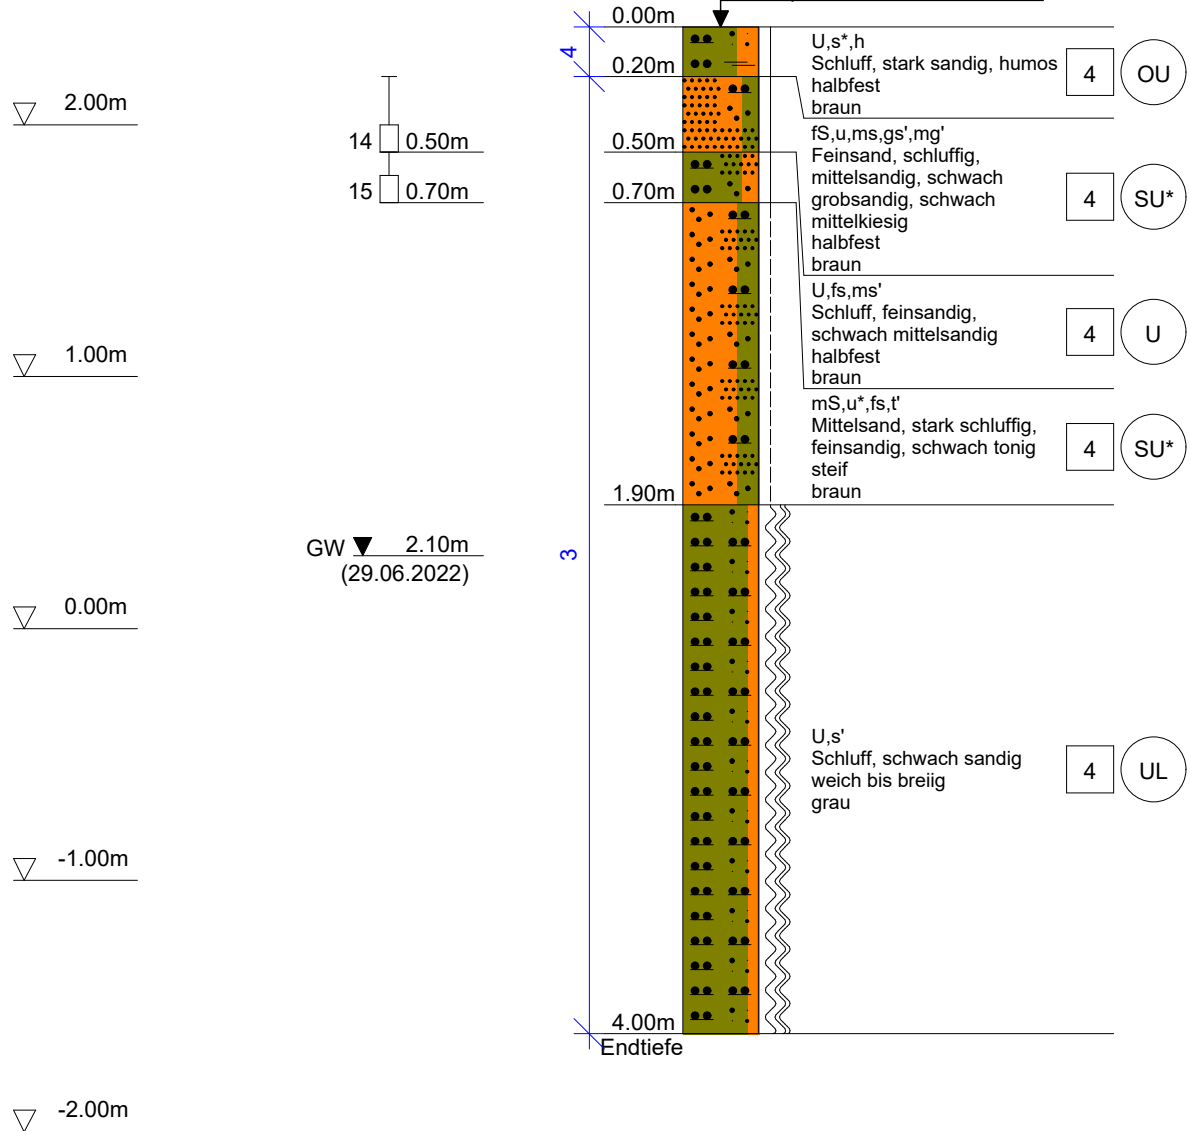 0.00m
4
0.20m
U,s*,h
Schluff, stark sandig, humos
halbfest
braun
4
OU
2.00m
14
0.50m
0.50m
fS,u,ms,gs',mg'
Feinsand, schluffig,
mittelsandig, schwach
grobsandig, schwach
mittelkiesig
halbfest
braun
4
SU*
15
0.70m
0.70m
U,fs,ms'
Schluff, feinsandig,
schwach mittelsandig
halbfest
braun
4
U
1.00m
mS,u*,fs,t'
Mittelsand, stark schluffig,
feinsandig, schwach tonig
steif
braun
4
SU*
1.90m
GW
2.10m
(29.06.2022)
3
0.00m
U,s'
Schluff, schwach sandig
weich bis breiig
grau
4
UL
-1.00m
4.00m
Endtiefe
-2.00m